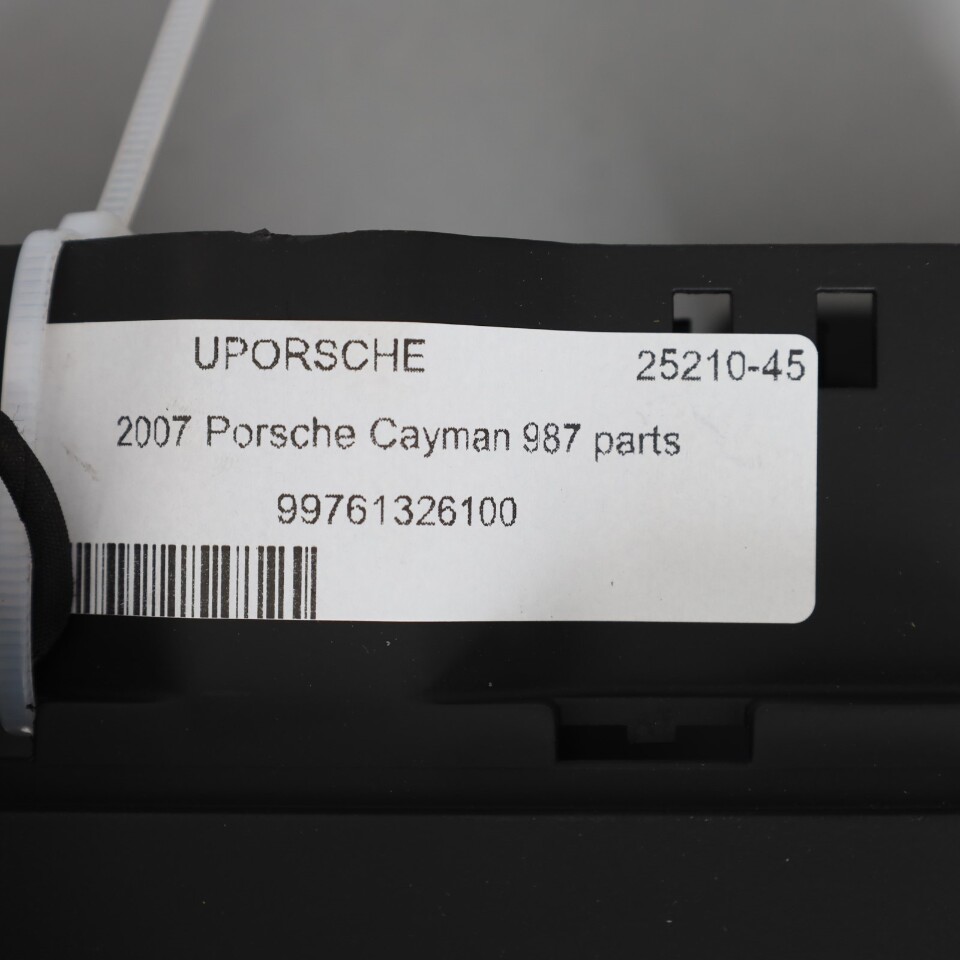 UPORSCHE 25210-45
2007 Porsche Cayman 987 parts
99761326100